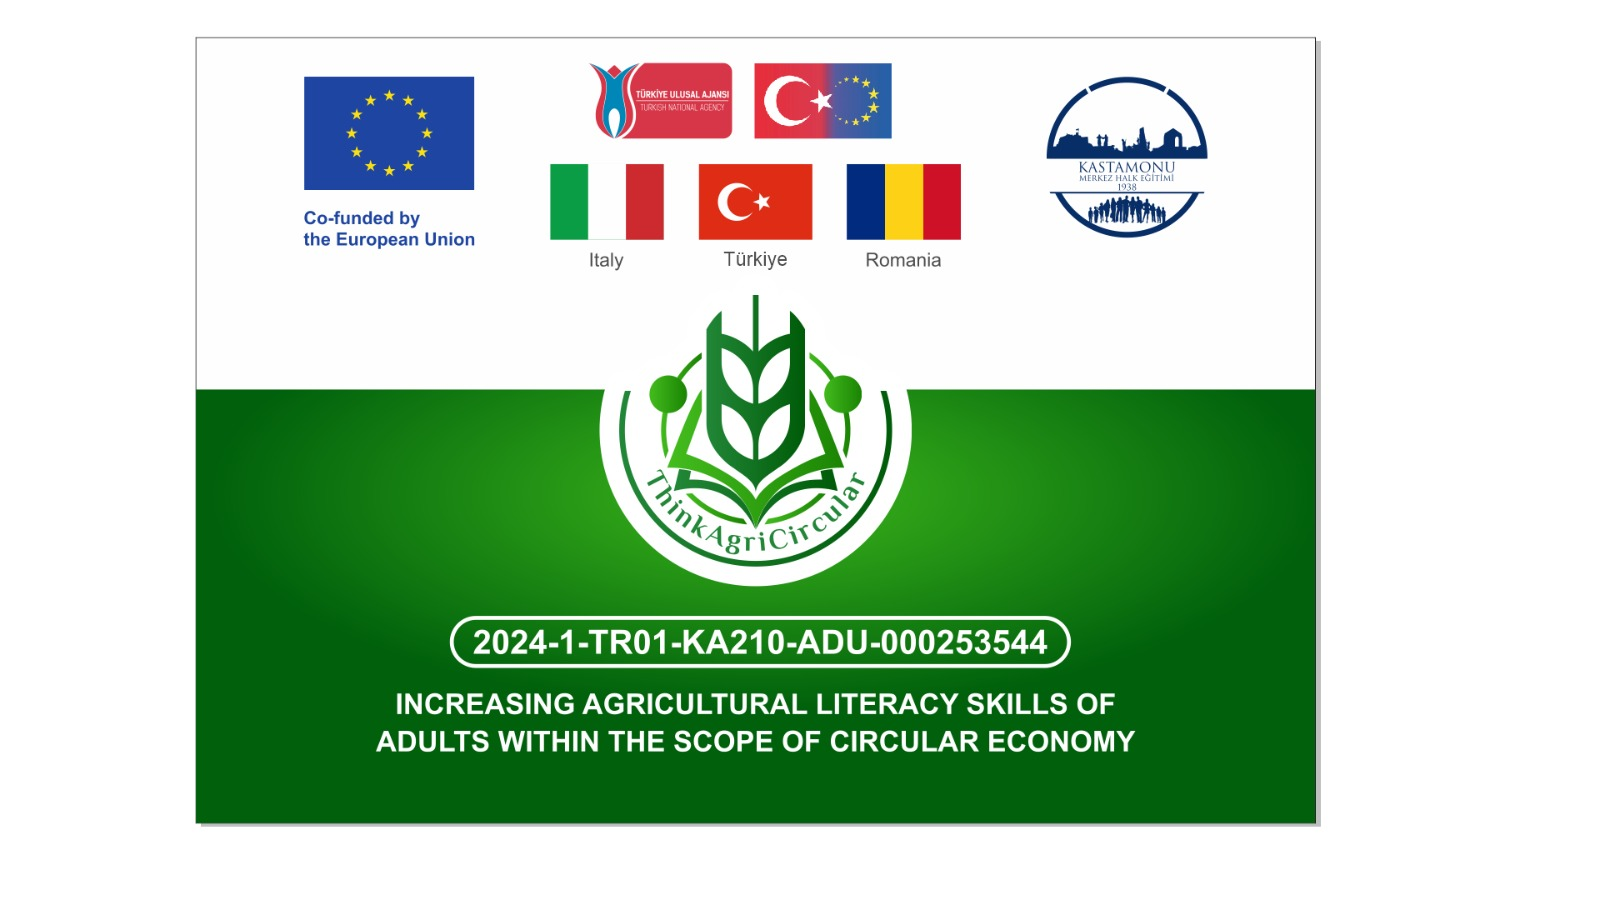 Co-funded by
the European Union
TÜRKİYE ULUSAL AJANSI
TURKISH NATIONAL AGENCY
Italy
Türkiye
Romania
KASTAMONU
MERKEZ HALK EĞİTİMİ
1938
ThinkAgriCircular
2024-1-TR01-KA210-ADU-000253544
INCREASING AGRICULTURAL LITERACY SKILLS OF
ADULTS WITHIN THE SCOPE OF CIRCULAR ECONOMY